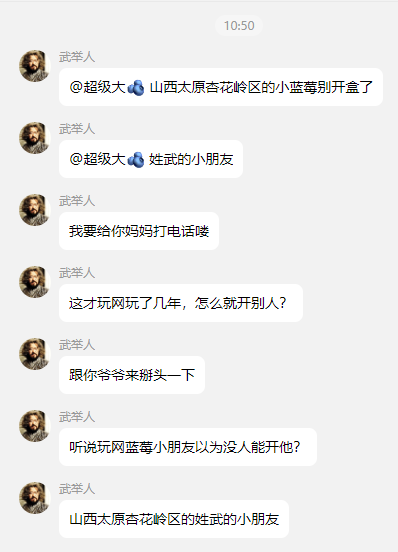 10:50
武举人
@超级大🫐 山西太原杏花岭区的小蓝莓别开盒了
武举人
@超级大🫐 姓武的小朋友
武举人
我要给你妈妈打电话喽
武举人
这才玩网玩了几年，怎么就开别人？
武举人
跟你爷爷来掰头一下
武举人
听说玩网蓝莓小朋友以为没人能开他？
武举人
山西太原杏花岭区的姓武的小朋友